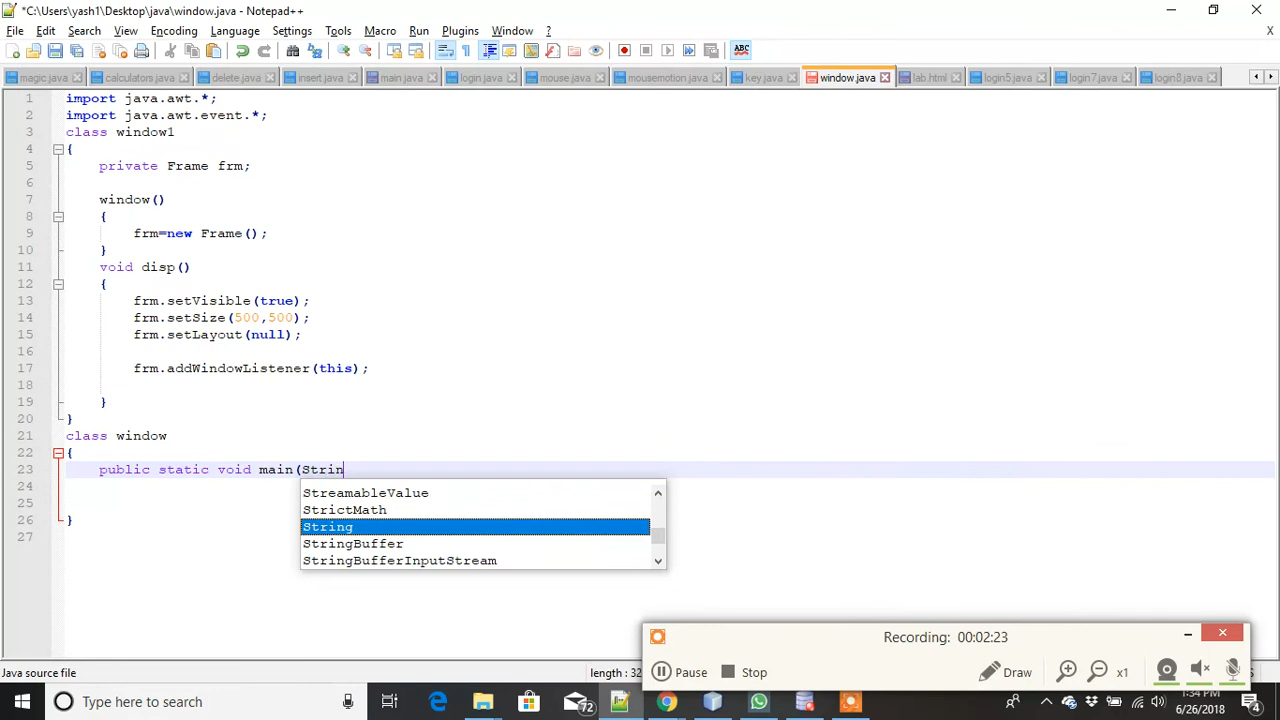 *C:\Users\yash1\Desktop\java\window.java - Notepad++
File Edit Search View Encoding Language Settings Tools Macro Run Plugins Window ? X
magic.java calculators.java delete.java insert.java main.java login.java mouse.java mousemotion.java key.java window.java lab.html login5.java login7.java login8.java
1 import java.awt.*;
2 import java.awt.event.*;
3 class window1
4 {
5 private Frame frm;
6
7 window()
8 {
9 frm=new Frame();
10 }
11 void disp()
12 {
13 frm.setVisible(true);
14 frm.setSize(500,500);
15 frm.setLayout(null);
16
17 frm.addWindowListener(this);
18
19 }
20 }
21 class window
22 {
23 public static void main(Strin
24
25
26 }
27
StreamableValue
StrictMath
String
StringBuffer
StringBufferInputStream
Recording: 00:02:23
Pause Stop Draw x1
Java source file length : 32
Type here to search 72 1:34 PM
6/26/2018 4